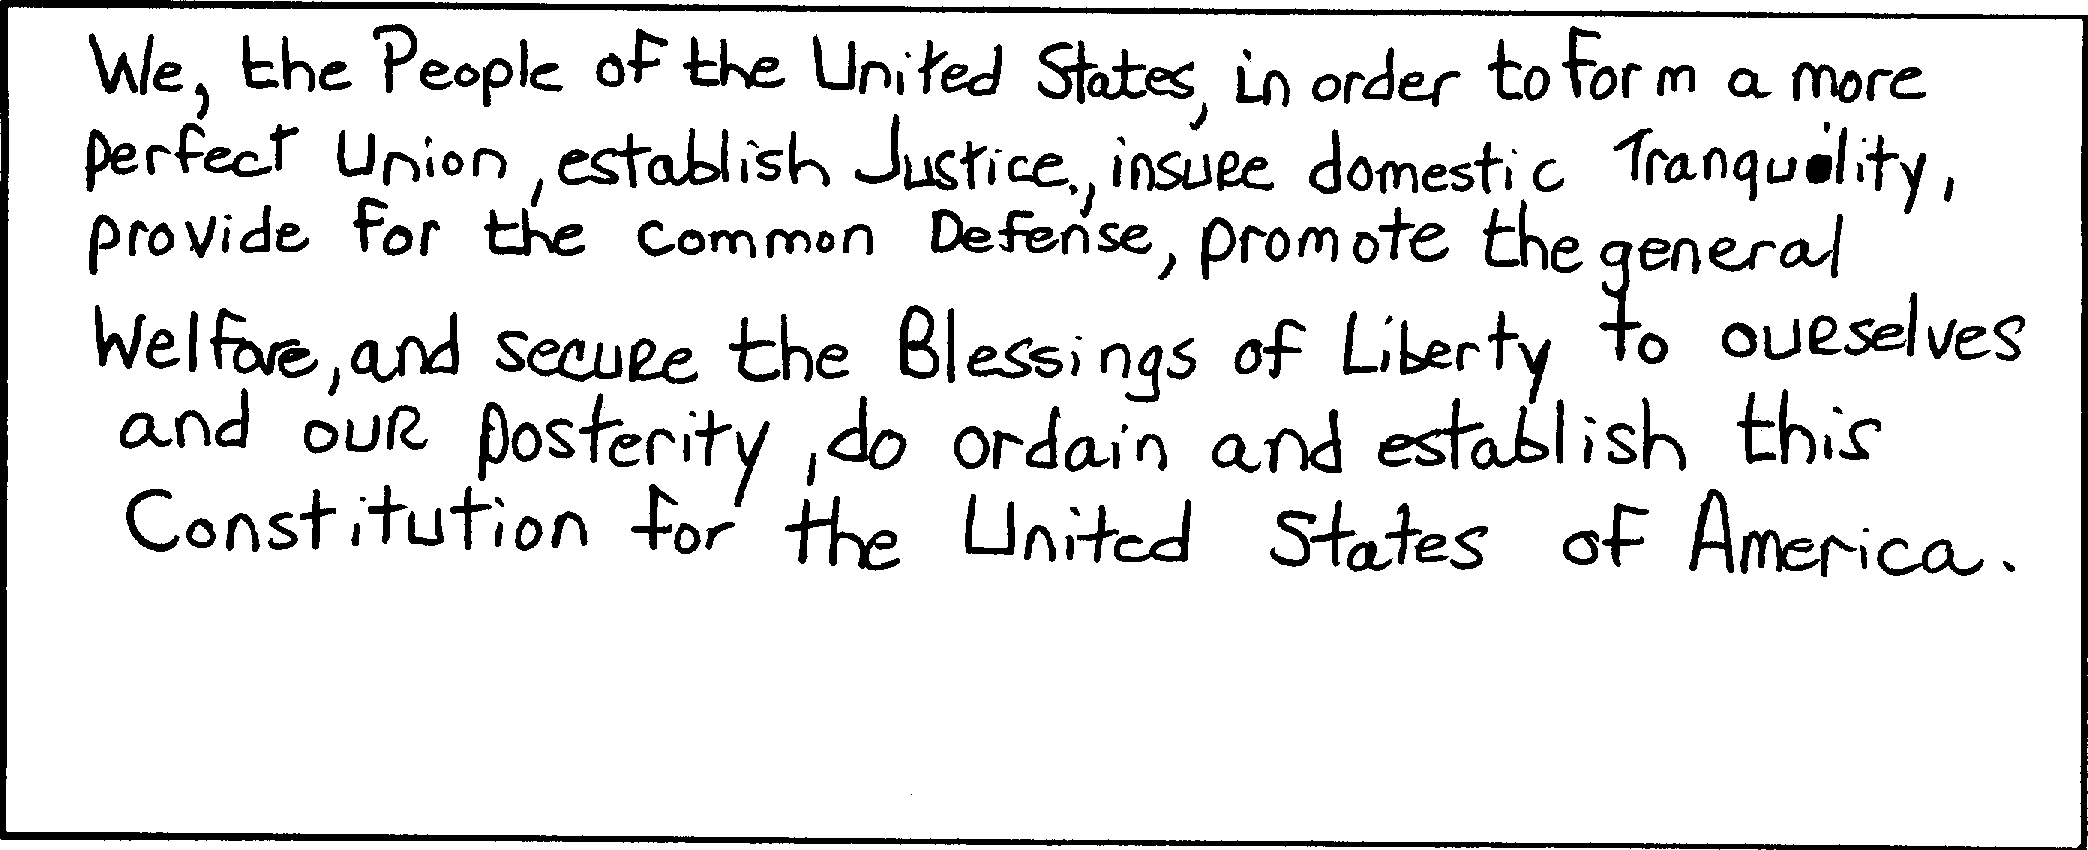 We, the People of the United States, in order to form a more
perfect Union, establish Justice, insure domestic Tranquility,
provide for the common Defense, promote the general
Welfare, and secure the Blessings of Liberty to ourselves
and our posterity, do ordain and establish this
Constitution for the United States of America.